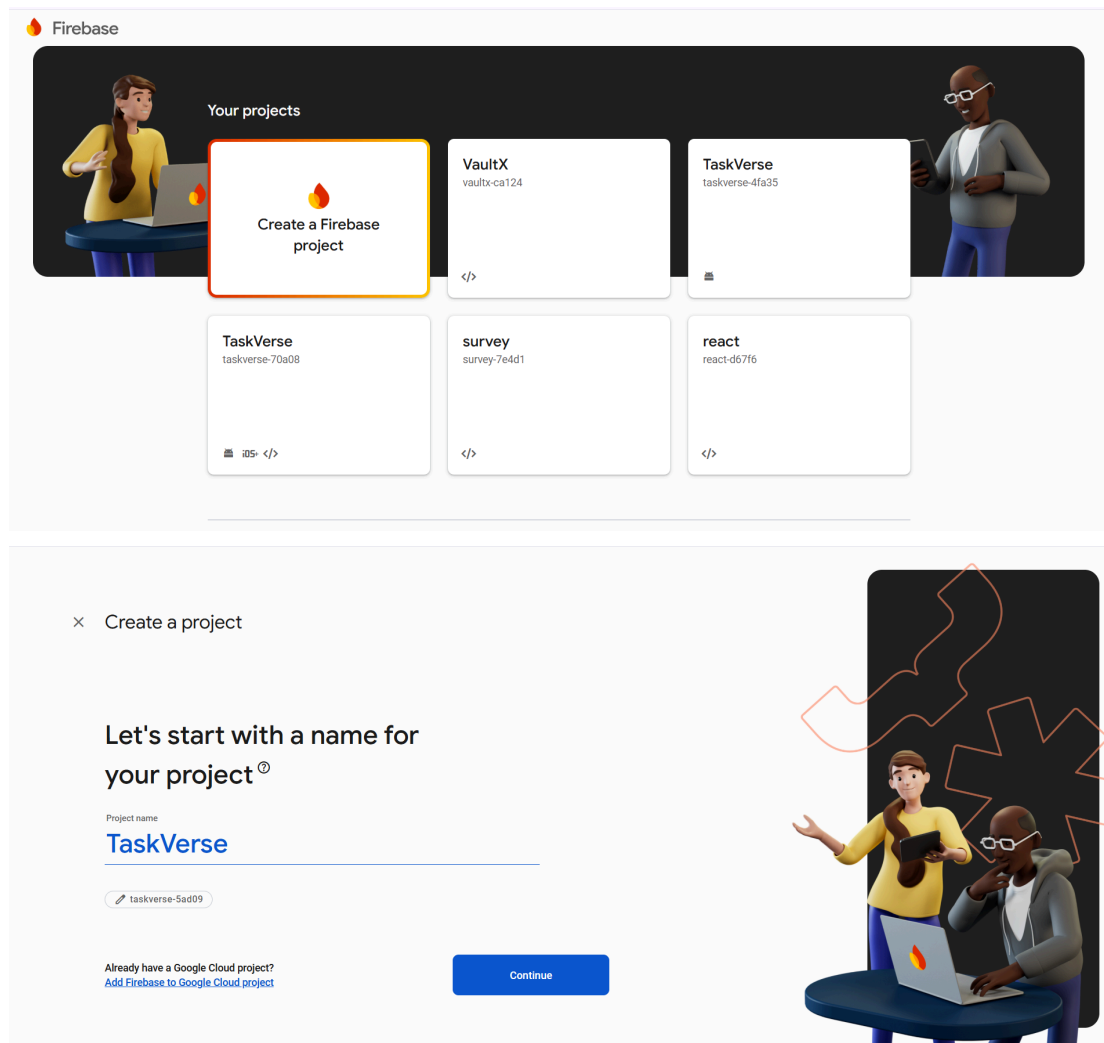 Firebase
Your projects
Create a Firebase
project
VaultX
vaultx-ca124
</>
TaskVerse
taskverse-4fa35
TaskVerse
taskverse-70a08
iOS+ </>
survey
survey-7e4d1
</>
react
react-d67f6
</>
Create a project
Let's start with a name for
your project ?
Project name
TaskVerse
taskverse-5ad09
Already have a Google Cloud project?
Add Firebase to Google Cloud project
Continue